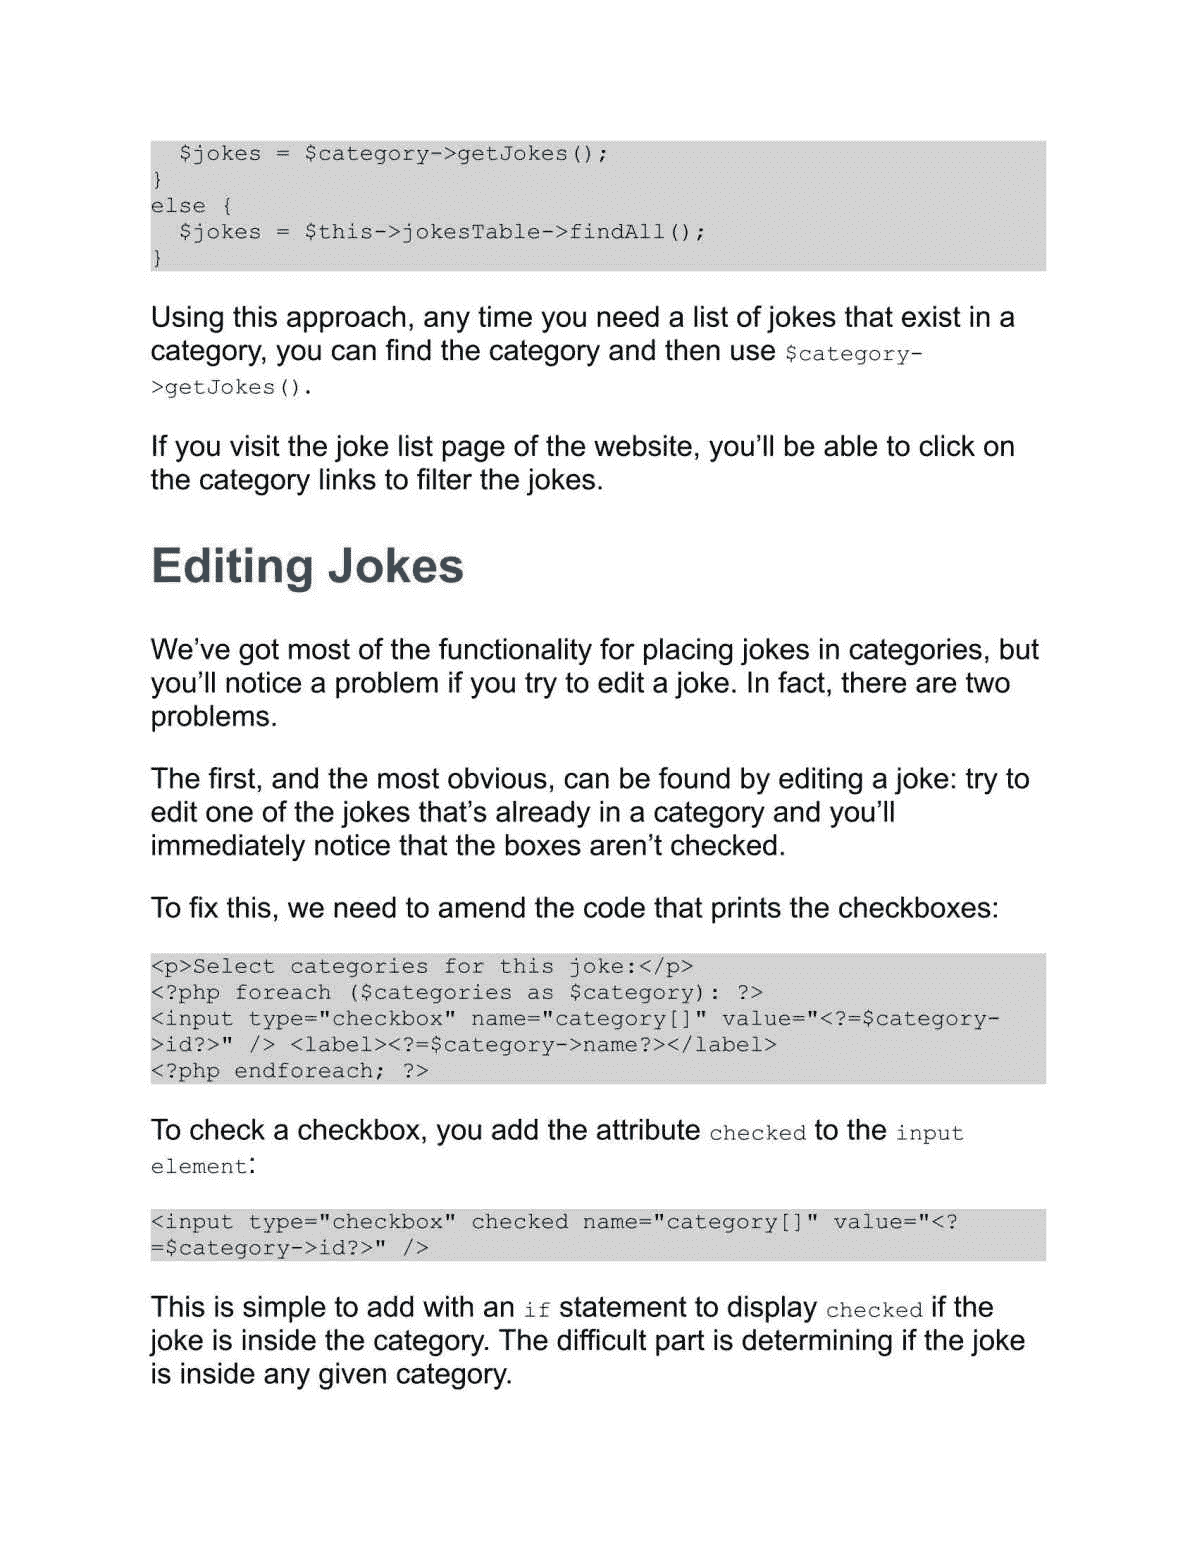 $jokes = $category->getJokes();
}
else {
$jokes = $this->jokesTable->findAll();
}
Using this approach, any time you need a list of jokes that exist in a
category, you can find the category and then use $category-
>getJokes().
If you visit the joke list page of the website, you’ll be able to click on
the category links to filter the jokes.
Editing Jokes
We’ve got most of the functionality for placing jokes in categories, but
you’ll notice a problem if you try to edit a joke. In fact, there are two
problems.
The first, and the most obvious, can be found by editing a joke: try to
edit one of the jokes that’s already in a category and you’ll
immediately notice that the boxes aren’t checked.
To fix this, we need to amend the code that prints the checkboxes:
<p>Select categories for this joke:</p>
<?php foreach ($categories as $category): ?>
<input type="checkbox" name="category[]" value="<?=$category-
>id?>" /> <label><?=$category->name?></label>
<?php endforeach; ?>
To check a checkbox, you add the attribute checked to the input
element:
<input type="checkbox" checked name="category[]" value="<?
=$category->id?>" />
This is simple to add with an if statement to display checked if the
joke is inside the category. The difficult part is determining if the joke
is inside any given category.